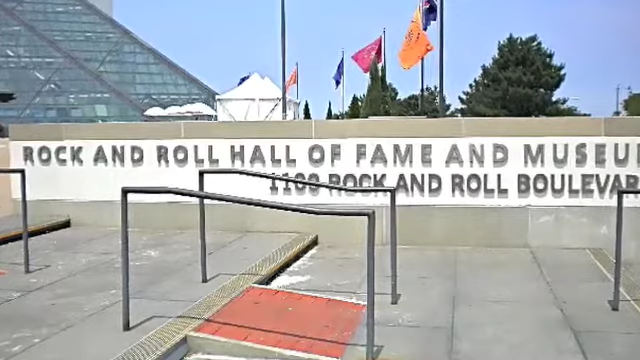 ROCK AND ROLL HALL OF FAME AND MUSEU
1100 ROCK AND ROLL BOULEVAR